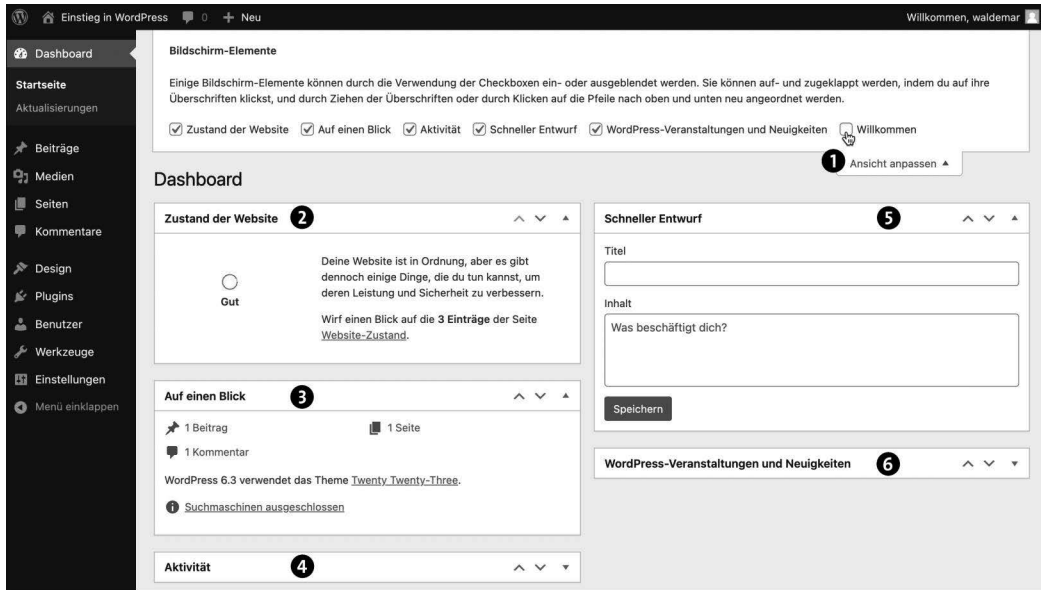 Einstieg in WordPress 0 + Neu Willkommen, waldemar
Dashboard
Startseite
Aktualisierungen
Beiträge
Medien
Seiten
Kommentare
Design
Plugins
Benutzer
Werkzeuge
Einstellungen
Menü einklappen
Bildschirm-Elemente
Einige Bildschirm-Elemente können durch die Verwendung der Checkboxen ein- oder ausgeblendet werden. Sie können auf- und zugeklappt werden, indem du auf ihre
Überschriften klickst, und durch Ziehen der Überschriften oder durch Klicken auf die Pfeile nach oben und unten neu angeordnet werden.
Zustand der Website Auf einen Blick Aktivität Schneller Entwurf WordPress-Veranstaltungen und Neuigkeiten Willkommen
1 Ansicht anpassen
Dashboard
Zustand der Website 2
Gut
Deine Website ist in Ordnung, aber es gibt
dennoch einige Dinge, die du tun kannst, um
deren Leistung und Sicherheit zu verbessern.
Wirf einen Blick auf die 3 Einträge der Seite
Website-Zustand.
Auf einen Blick 3
1 Beitrag 1 Seite
1 Kommentar
WordPress 6.3 verwendet das Theme Twenty Twenty-Three.
Suchmaschinen ausgeschlossen
Aktivität 4
Schneller Entwurf 5
Titel
Inhalt
Was beschäftigt dich?
Speichern
WordPress-Veranstaltungen und Neuigkeiten 6